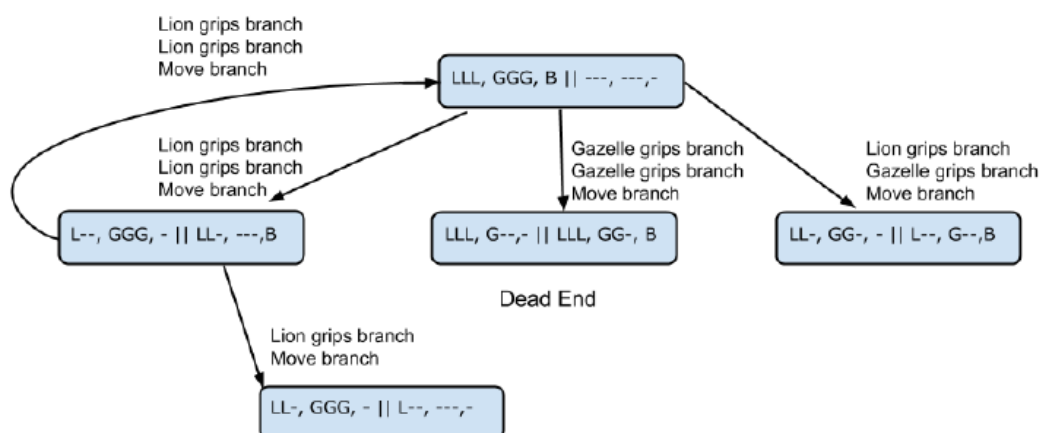 Lion grips branch
Lion grips branch
Move branch
LLL, GGG, B || ---, ---,-
Lion grips branch
Lion grips branch
Move branch
Gazelle grips branch
Gazelle grips branch
Move branch
Lion grips branch
Gazelle grips branch
Move branch
L--, GGG, - || LL-, ---,B
LLL, G--,- || LLL, GG-, B
LL-, GG-, - || L--, G--,B
Dead End
Lion grips branch
Move branch
LL-, GGG, - || L--, ---,-